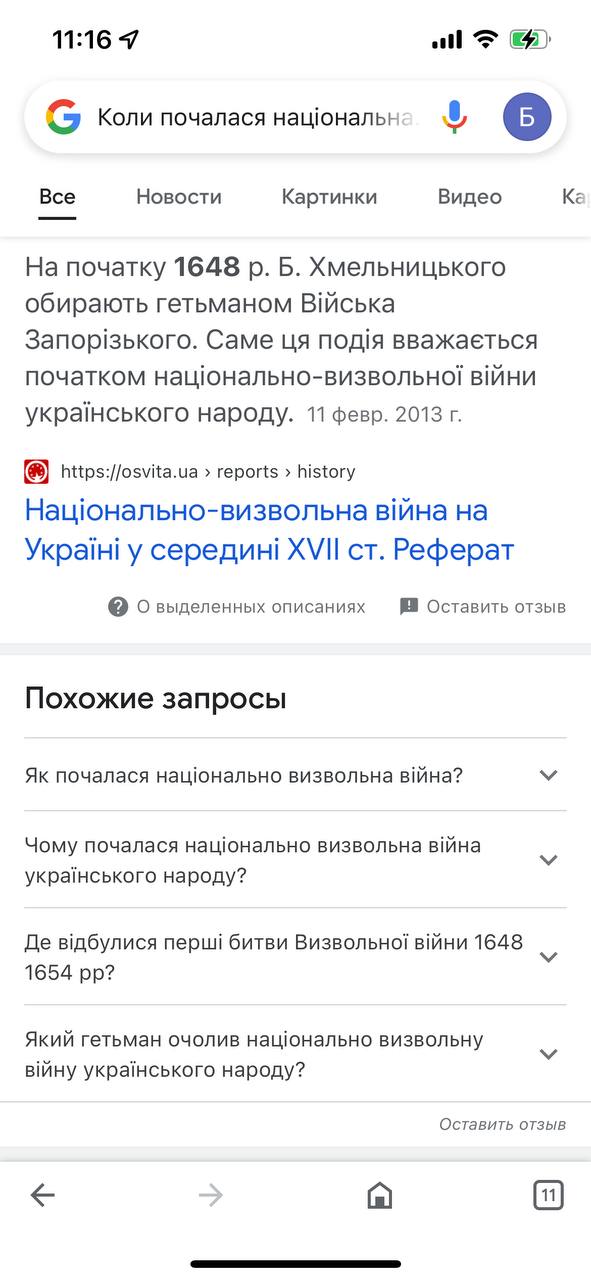 11:16
Коли почалася національна
Б
Все Новости Картинки Видео Ка
На початку 1648 р. Б. Хмельницького
обирають гетьманом Війська
Запорізького. Саме ця подія вважається
початком національно-визвольної війни
українського народу. 11 февр. 2013 г.
https://osvita.ua › reports › history
Національно-визвольна війна на
Україні у середині XVII ст. Реферат
О выделенных описаниях Оставить отзыв
Похожие запросы
Як почалася національно визвольна війна?
Чому почалася національно визвольна війна
українського народу?
Де відбулися перші битви Визвольної війни 1648
1654 рр?
Який гетьман очолив національно визвольну
війну українського народу?
Оставить отзыв
11